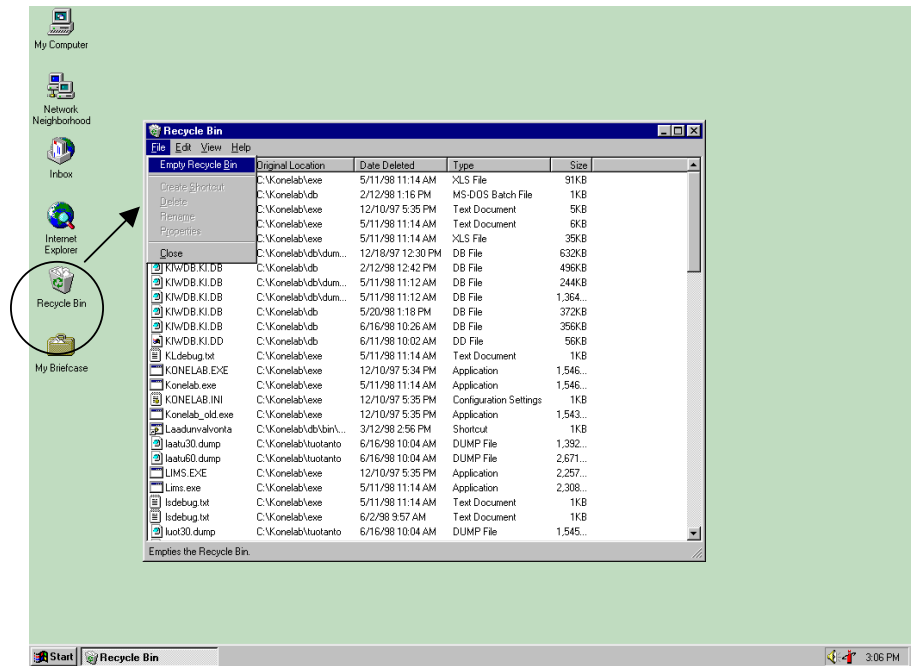 My Computer
Network
Neighborhood
Inbox
Internet
Explorer
Recycle Bin
My Briefcase
Recycle Bin
File Edit View Help
Empty Recycle Bin
Create Shortcut
Delete
Rename
Properties
Close
Original Location Date Deleted Type Size
C:\Konelab\exe 5/11/98 11:14 AM XLS File 91KB
C:\Konelab\db 2/12/98 1:16 PM MS-DOS Batch File 1KB
C:\Konelab\exe 12/10/97 5:35 PM Text Document 5KB
C:\Konelab\exe 5/11/98 11:14 AM Text Document 6KB
C:\Konelab\exe 5/11/98 11:14 AM XLS File 35KB
C:\Konelab\db\dum... 12/18/97 12:30 PM DB File 632KB
KIWDB.KI.DB C:\Konelab\db 2/12/98 12:42 PM DB File 496KB
KIWDB.KI.DB C:\Konelab\db\dum... 5/11/98 11:12 AM DB File 244KB
KIWDB.KI.DB C:\Konelab\db\dum... 5/11/98 11:12 AM DB File 1,364...
KIWDB.KI.DB C:\Konelab\db 5/20/98 1:18 PM DB File 372KB
KIWDB.KI.DB C:\Konelab\db 6/16/98 10:26 AM DB File 356KB
KIWDB.KI.DD C:\Konelab\db 6/11/98 10:02 AM DD File 56KB
KLdebug.txt C:\Konelab\exe 5/11/98 11:14 AM Text Document 1KB
KONELAB.EXE C:\Konelab\exe 12/10/97 5:34 PM Application 1,546...
Konelab.exe C:\Konelab\exe 5/11/98 11:14 AM Application 1,546...
KONELAB.INI C:\Konelab\exe 12/10/97 5:35 PM Configuration Settings 1KB
Konelab_old.exe C:\Konelab\exe 12/10/97 5:35 PM Application 1,543...
Laadunvalvonta C:\Konelab\db\bin\... 3/12/98 2:56 PM Shortcut 1KB
laatu30.dump C:\Konelab\tuotanto 6/16/98 10:04 AM DUMP File 1,392...
laatu60.dump C:\Konelab\tuotanto 6/16/98 10:04 AM DUMP File 2,671...
LIMS.EXE C:\Konelab\exe 12/10/97 5:35 PM Application 2,257...
Lims.exe C:\Konelab\exe 5/11/98 11:14 AM Application 2,308...
lsdebug.txt C:\Konelab\exe 5/11/98 11:14 AM Text Document 1KB
lsdebug.txt C:\Konelab\exe 6/2/98 9:57 AM Text Document 1KB
luot30.dump C:\Konelab\tuotanto 6/16/98 10:04 AM DUMP File 1,545...
Empties the Recycle Bin.
Start Recycle Bin 3:06 PM